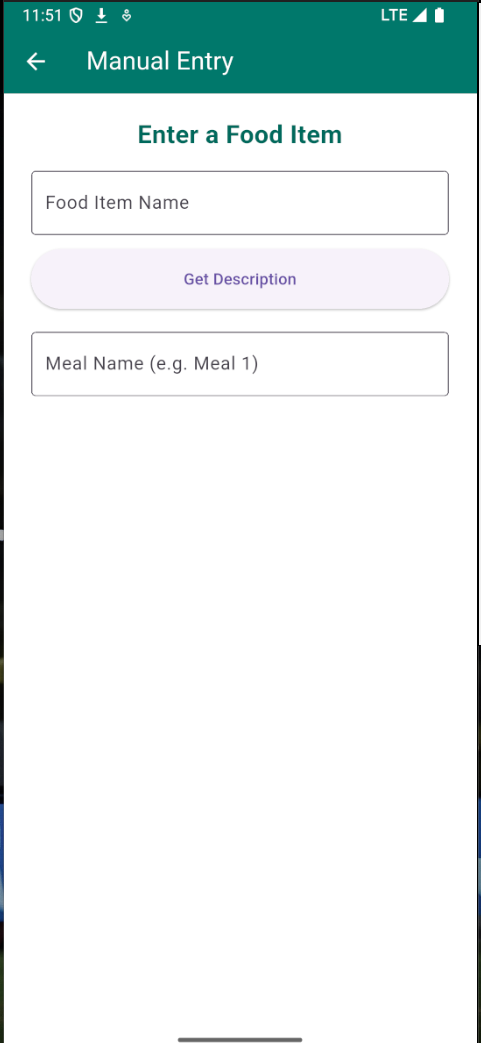 11:51 LTE
Manual Entry
Enter a Food Item
Food Item Name
Get Description
Meal Name (e.g. Meal 1)